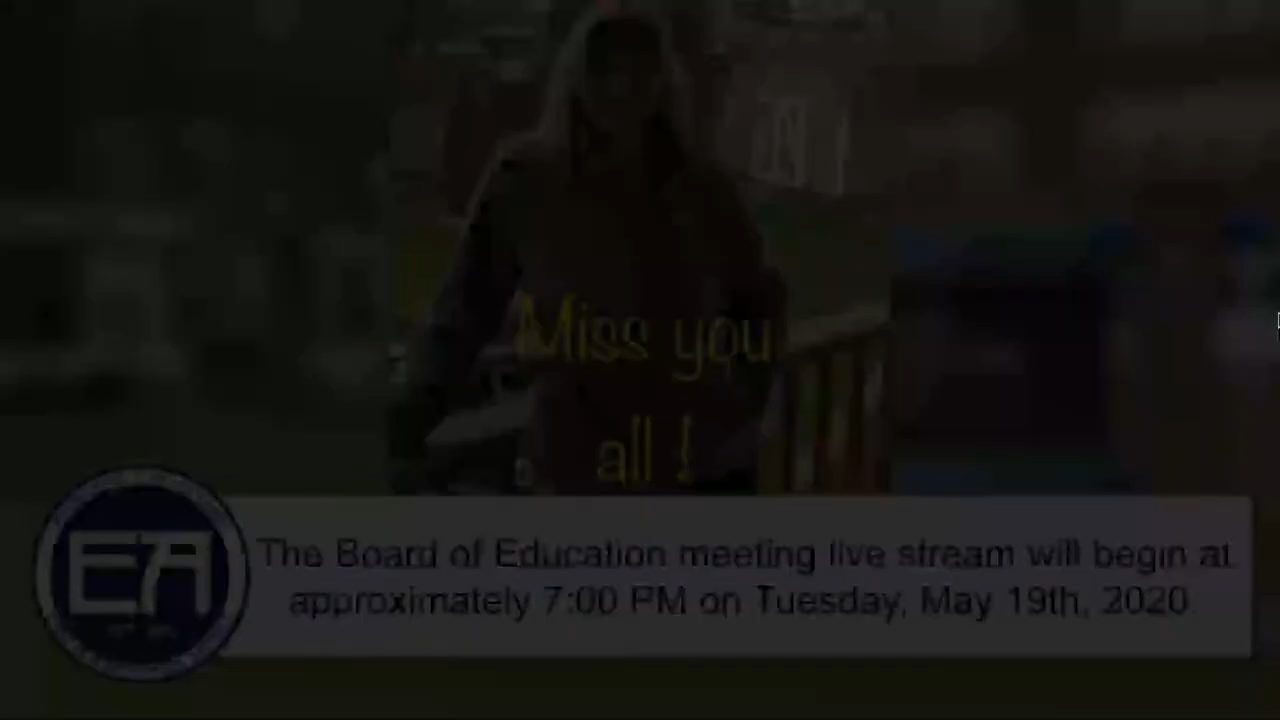 Miss you
all !
EA
The Board of Education meeting live stream will begin at
approximately 7:00 PM on Tuesday, May 19th, 2020